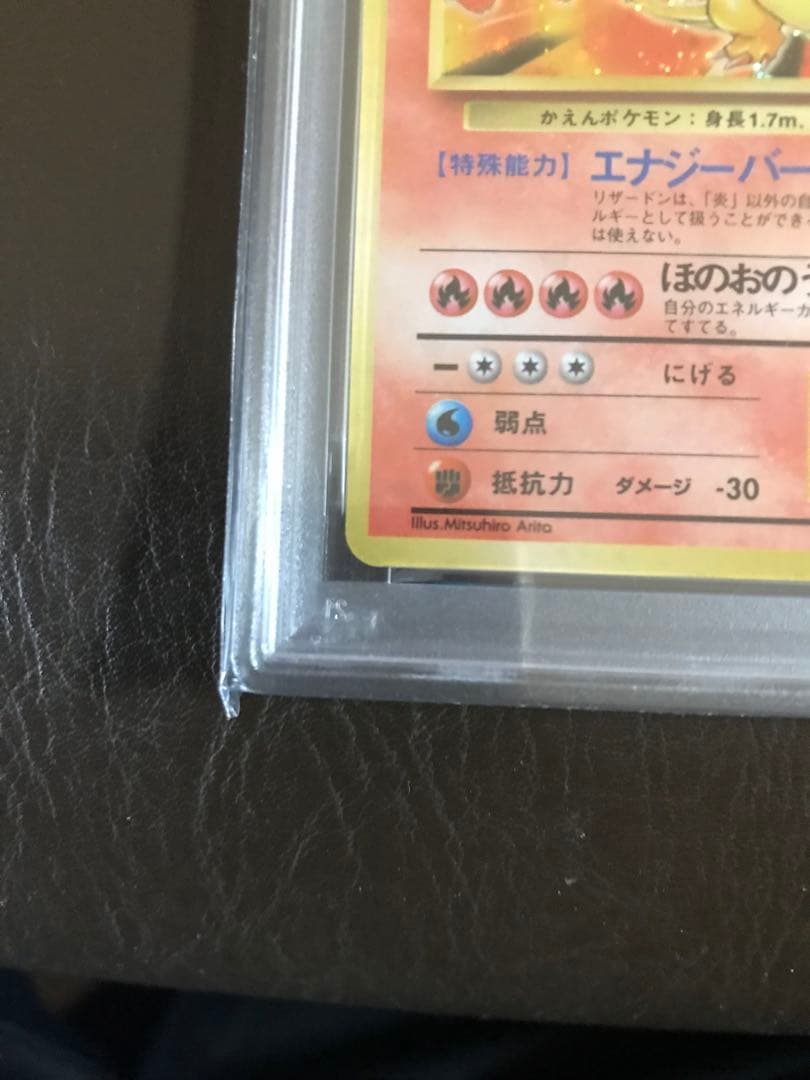 かえんポケモン：身長1.7m,
【特殊能力】 エナジーバー
リザードンは、「炎」以外の自
ルギーとして扱うことができ
は使えない。
ほのおのう
自分のエネルギーカ
てすてる。
にげる
弱点
抵抗力 ダメージ -30
Illus.Mitsuhiro Arita